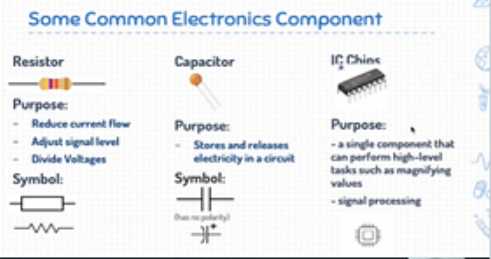 Some Common Electronics Component
Resistor
Purpose:
- Reduce current flow
- Adjust signal level
- Divide Voltages
Symbol:
Capacitor
Purpose:
- Stores and releases
electricity in a circuit
Symbol:
(has no polarity)
+
IC Chips
Purpose:
- a single component that
can perform high-level
tasks such as magnifying
values
- signal processing